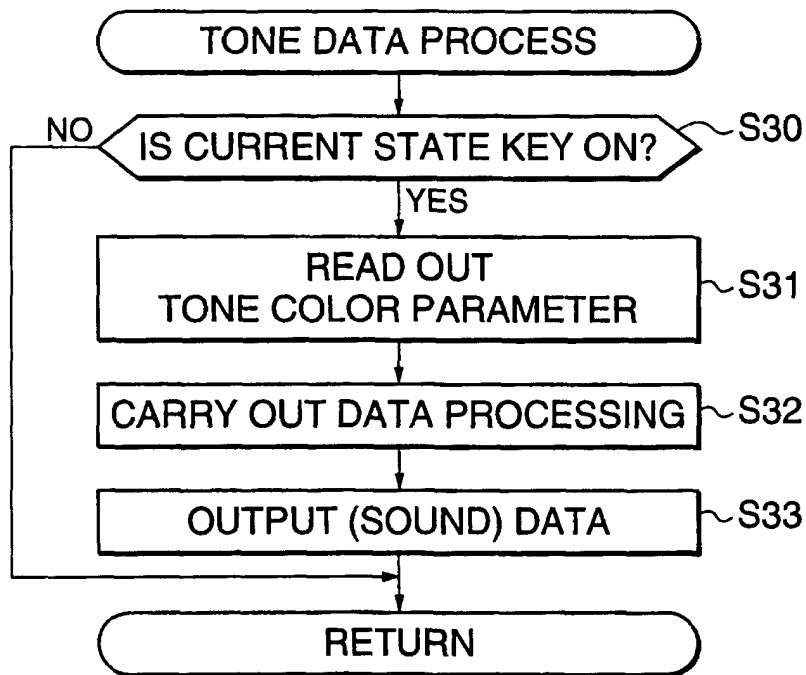 TONE DATA PROCESS
NO
IS CURRENT STATE KEY ON?
S30
YES
READ OUT
TONE COLOR PARAMETER
S31
CARRY OUT DATA PROCESSING
S32
OUTPUT (SOUND) DATA
S33
RETURN